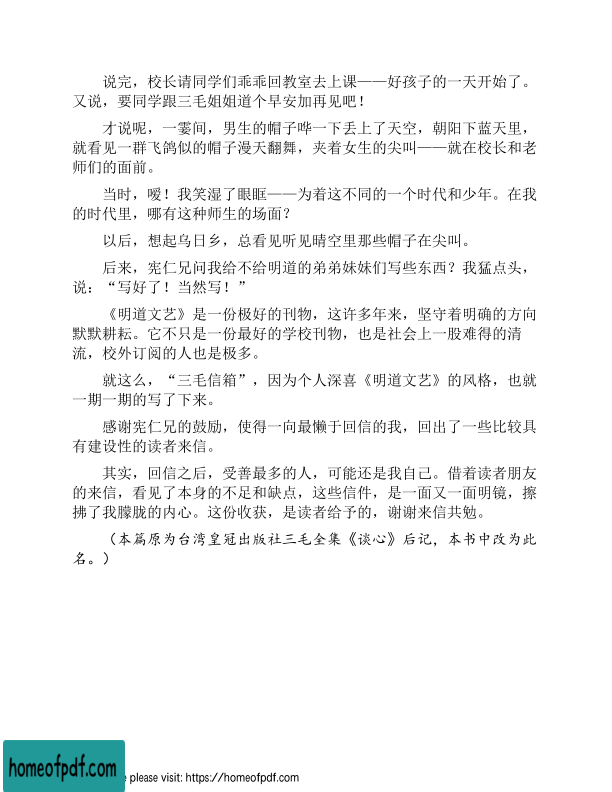 说完，校长请同学们乖乖回教室去上课——好孩子的一天开始了。
又说，要同学跟三毛姐姐道个早安加再见吧！
才说呢，一霎间，男生的帽子哗一下丢上了天空，朝阳下蓝天里，
就看见一群飞鸽似的帽子漫天翻舞，夹着女生的尖叫——就在校长和老
师们的面前。
当时，嗳！我笑湿了眼眶——为着这不同的一个时代和少年。在我
的时代里，哪有这种师生的场面？
以后，想起乌日乡，总看见听见晴空里那些帽子在尖叫。
后来，宪仁兄问我给不给明道的弟弟妹妹们写些东西？我猛点头，
说：“写好了！当然写！”
《明道文艺》是一份极好的刊物，这许多年来，坚守着明确的方向
默默耕耘。它不只是一份最好的学校刊物，也是社会上一股难得的清
流，校外订阅的人也是极多。
就这么，“三毛信箱”，因为个人深喜《明道文艺》的风格，也就
一期一期的写了下来。
感谢宪仁兄的鼓励，使得一向最懒于回信的我，回出了一些比较具
有建设性的读者来信。
其实，回信之后，受善最多的人，可能还是我自己。借着读者朋友
的来信，看见了本身的不足和缺点，这些信件，是一面又一面明镜，擦
拂了我朦胧的内心。这份收获，是读者给予的，谢谢来信共勉。
（本篇原为台湾皇冠出版社三毛全集《谈心》后记，本书中改为此
名。）
homeofpdf.com
e please visit: https://homeofpdf.com